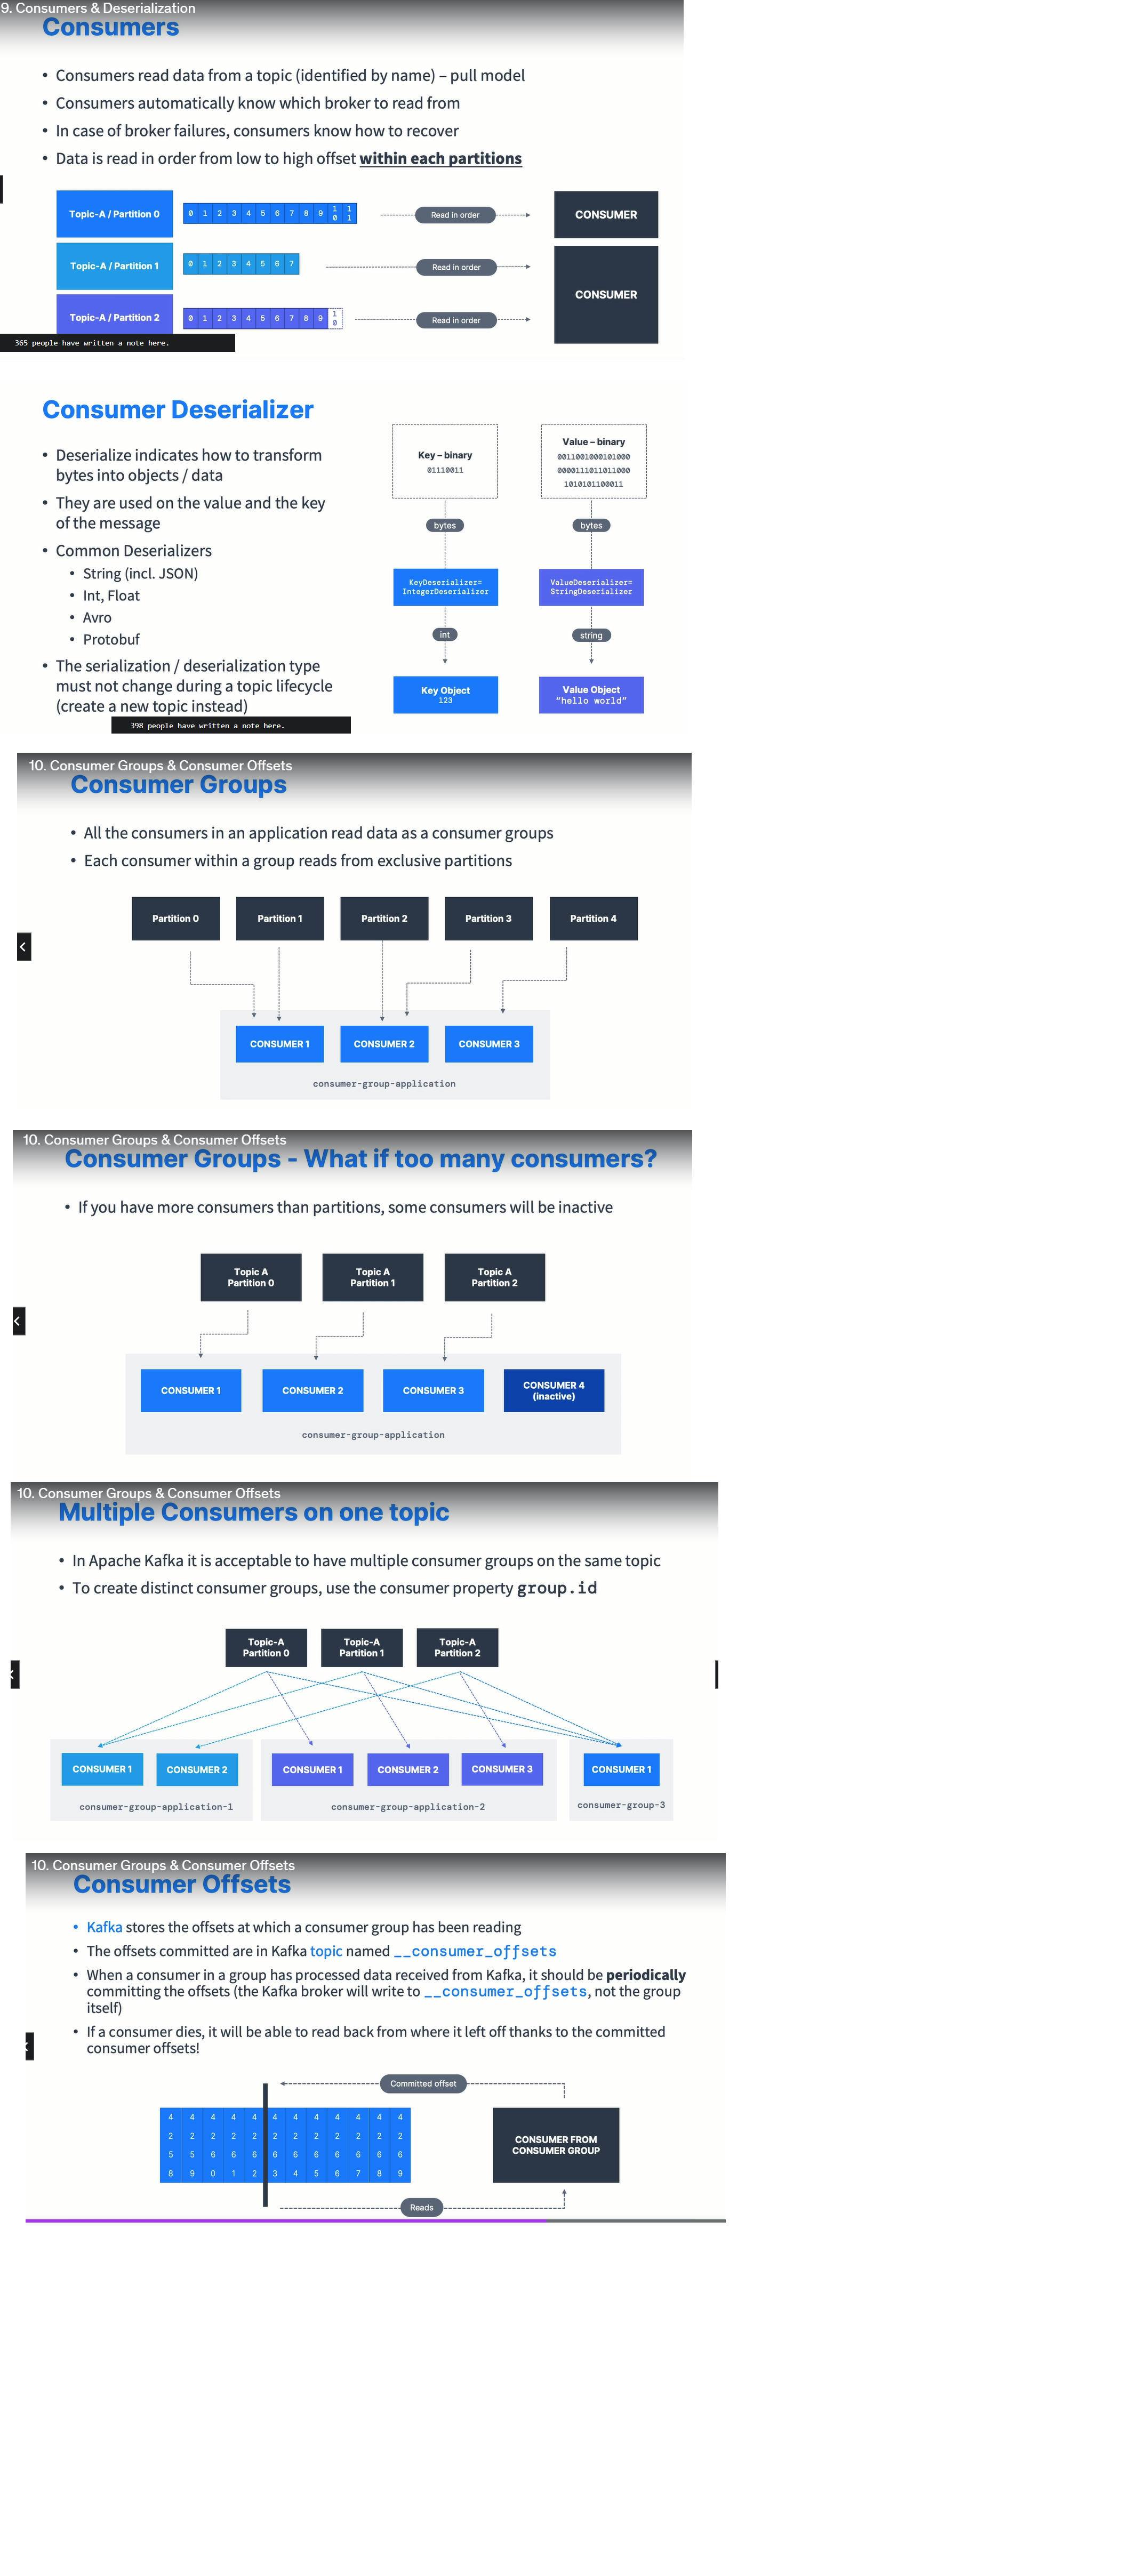 9. Consumers & Deserialization
Consumers
• Consumers read data from a topic (identified by name) – pull model
• Consumers automatically know which broker to read from
• In case of broker failures, consumers know how to recover
• Data is read in order from low to high offset within each partitions
Topic-A / Partition 0
0 1 2 3 4 5 6 7 8 9 10 11
Read in order
CONSUMER
Topic-A / Partition 1
0 1 2 3 4 5 6 7
Read in order
CONSUMER
Topic-A / Partition 2
0 1 2 3 4 5 6 7 8 9 10
Read in order
365 people have written a note here.
Consumer Deserializer
• Deserialize indicates how to transform
bytes into objects / data
• They are used on the value and the key
of the message
• Common Deserializers
• String (incl. JSON)
• Int, Float
• Avro
• Protobuf
• The serialization / deserialization type
must not change during a topic lifecycle
(create a new topic instead)
398 people have written a note here.
Key – binary
01110011
bytes
KeyDeserializer=
IntegerDeserializer
int
Key Object
123
Value – binary
0011001000101000
0000111011011000
1010101100011
bytes
ValueDeserializer=
StringDeserializer
string
Value Object
“hello world”
10. Consumer Groups & Consumer Offsets
Consumer Groups
• All the consumers in an application read data as a consumer groups
• Each consumer within a group reads from exclusive partitions
Partition 0
Partition 1
Partition 2
Partition 3
Partition 4
CONSUMER 1
CONSUMER 2
CONSUMER 3
consumer-group-application
10. Consumer Groups & Consumer Offsets
Consumer Groups - What if too many consumers?
• If you have more consumers than partitions, some consumers will be inactive
Topic A
Partition 0
Topic A
Partition 1
Topic A
Partition 2
CONSUMER 1
CONSUMER 2
CONSUMER 3
CONSUMER 4
(inactive)
consumer-group-application
10. Consumer Groups & Consumer Offsets
Multiple Consumers on one topic
• In Apache Kafka it is acceptable to have multiple consumer groups on the same topic
• To create distinct consumer groups, use the consumer property group.id
Topic-A
Partition 0
Topic-A
Partition 1
Topic-A
Partition 2
CONSUMER 1
CONSUMER 2
consumer-group-application-1
CONSUMER 1
CONSUMER 2
CONSUMER 3
consumer-group-application-2
CONSUMER 1
consumer-group-3
10. Consumer Groups & Consumer Offsets
Consumer Offsets
• Kafka stores the offsets at which a consumer group has been reading
• The offsets committed are in Kafka topic named __consumer_offsets
• When a consumer in a group has processed data received from Kafka, it should be periodically
committing the offsets (the Kafka broker will write to __consumer_offsets, not the group
itself)
• If a consumer dies, it will be able to read back from where it left off thanks to the committed
consumer offsets!
Committed offset
4 4 4 4 4 4 4 4 4 4 4 4
2 2 2 2 2 2 2 2 2 2 2 2
5 5 6 6 6 6 6 6 6 6 6 6
8 9 0 1 2 3 4 5 6 7 8 9
CONSUMER FROM
CONSUMER GROUP
Reads